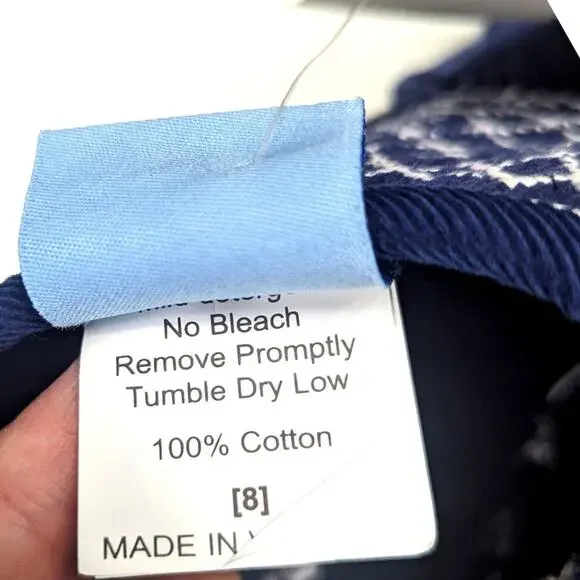 No Bleach
Remove Promptly
Tumble Dry Low
100% Cotton
[8]
MADE IN